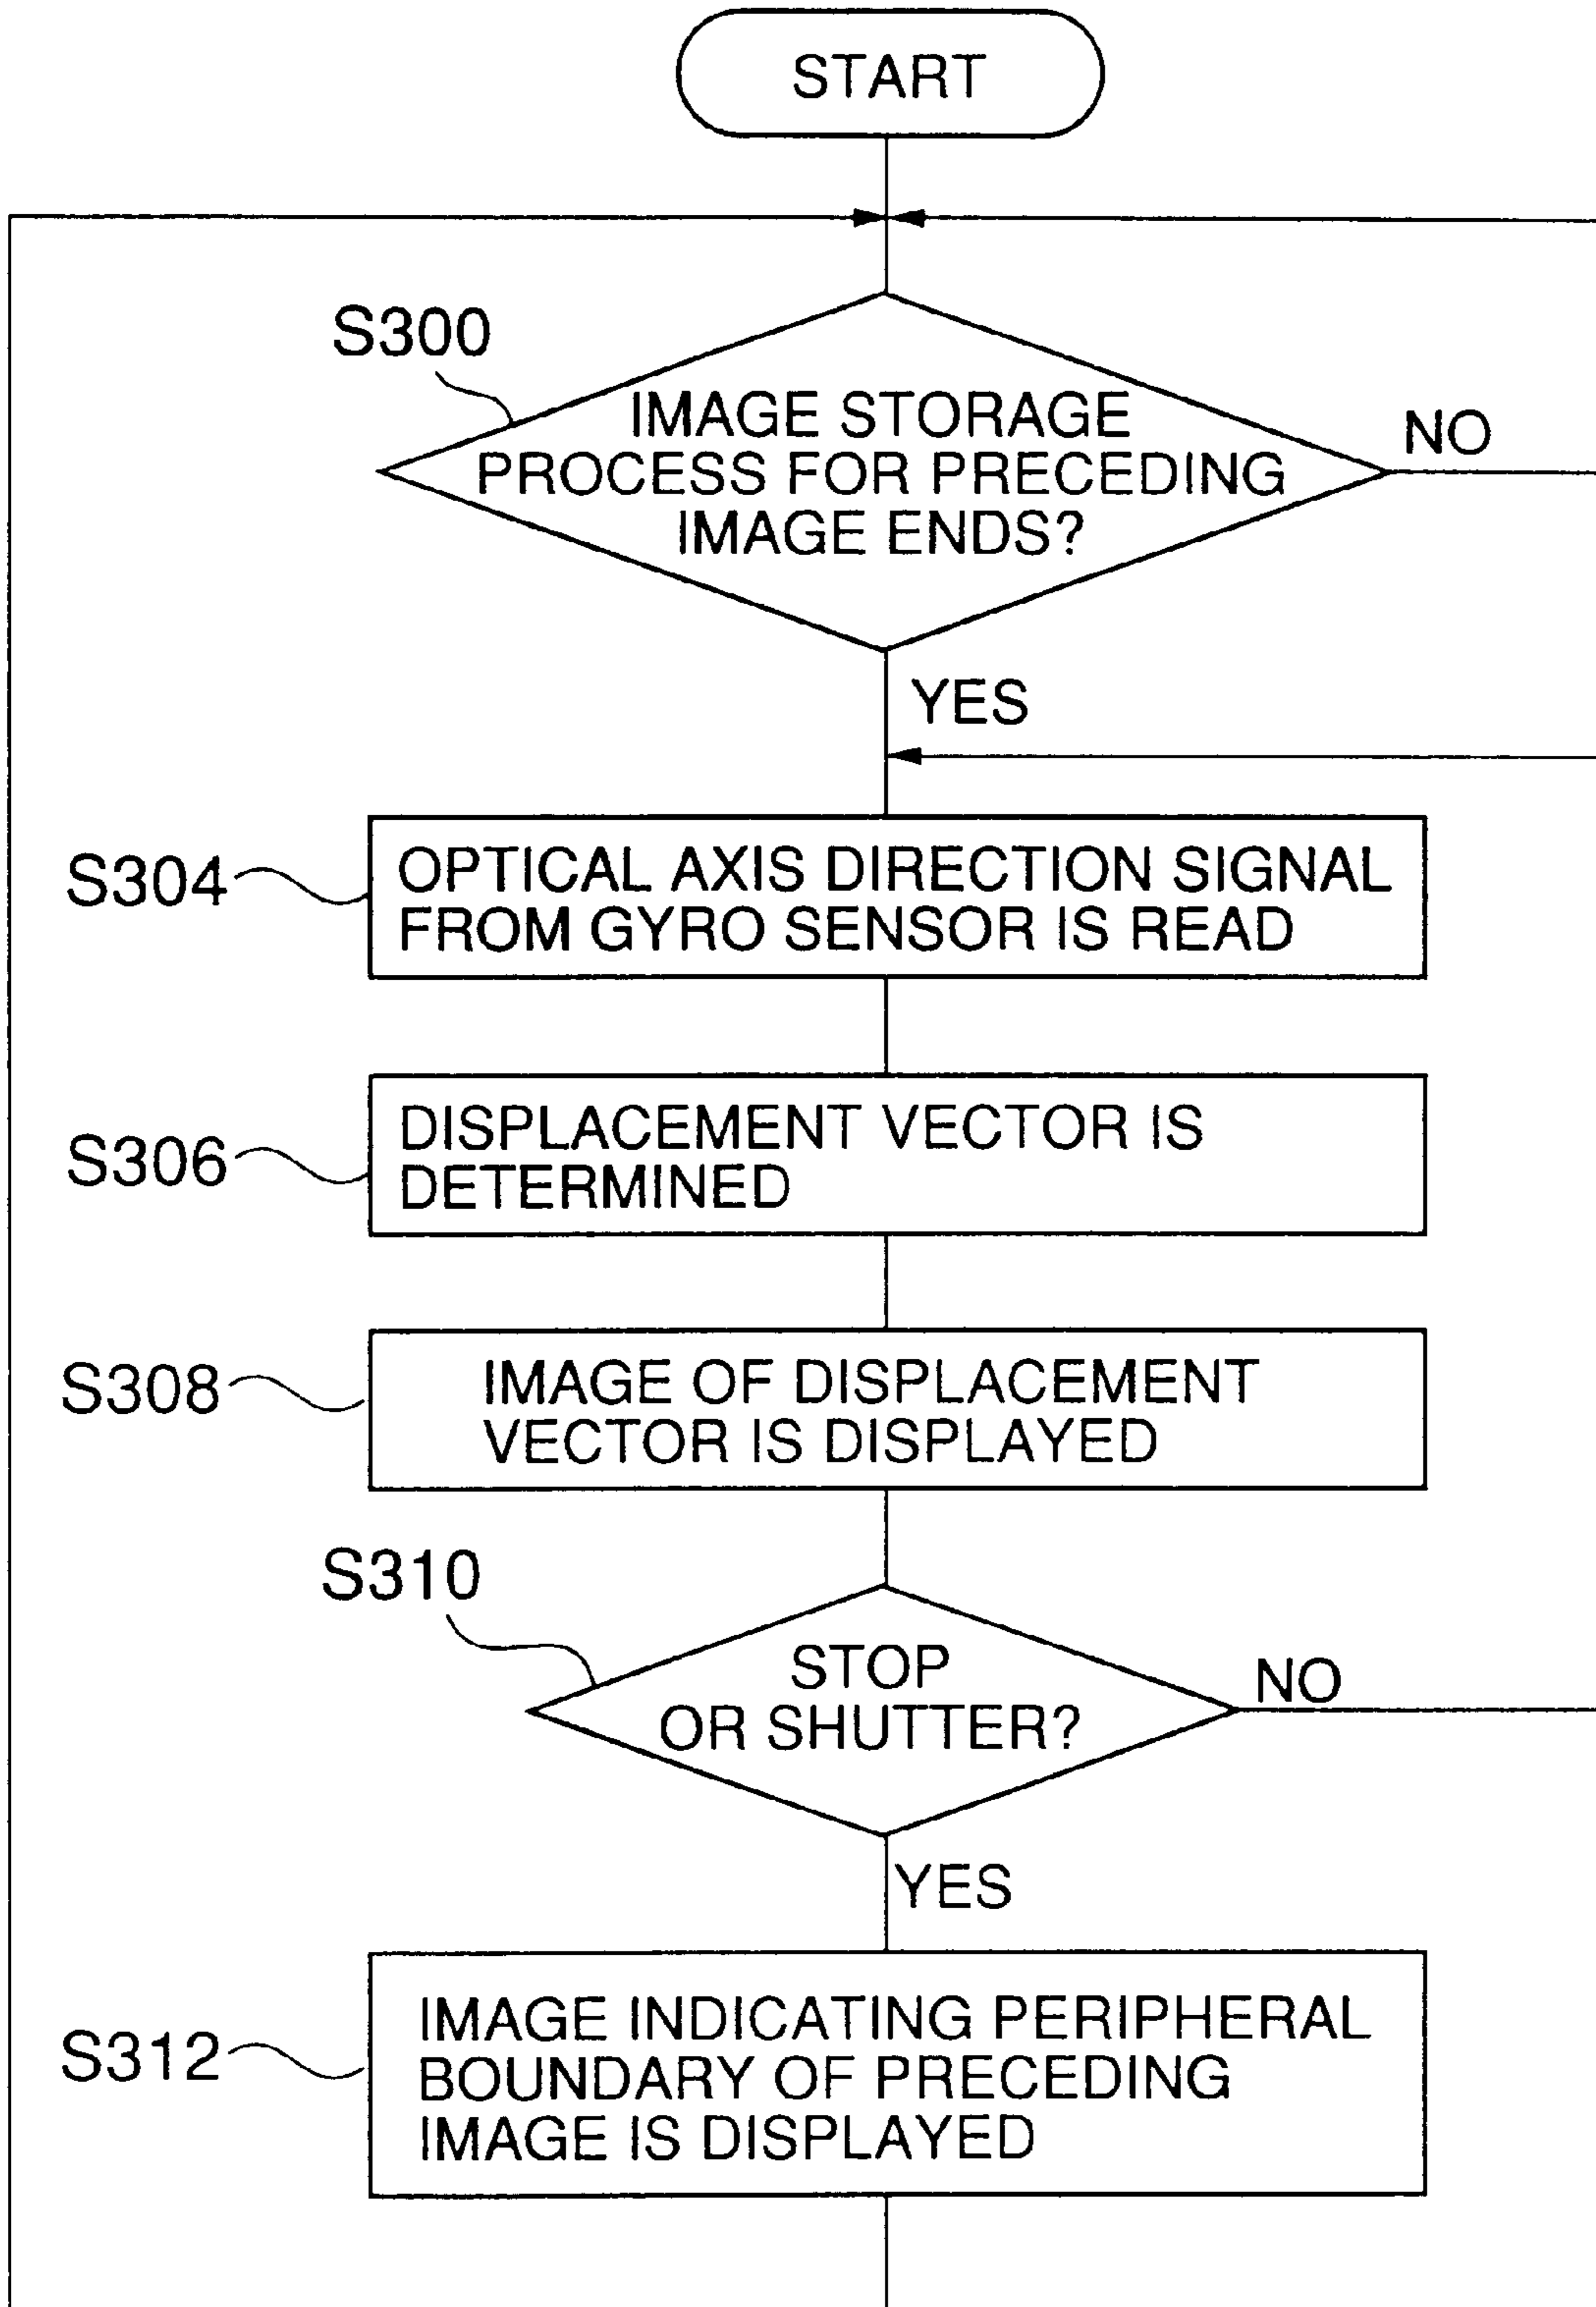 START
S300
IMAGE STORAGE
PROCESS FOR PRECEDING
IMAGE ENDS?
NO
YES
S304
OPTICAL AXIS DIRECTION SIGNAL
FROM GYRO SENSOR IS READ
S306
DISPLACEMENT VECTOR IS
DETERMINED
S308
IMAGE OF DISPLACEMENT
VECTOR IS DISPLAYED
S310
STOP
OR SHUTTER?
NO
YES
S312
IMAGE INDICATING PERIPHERAL
BOUNDARY OF PRECEDING
IMAGE IS DISPLAYED